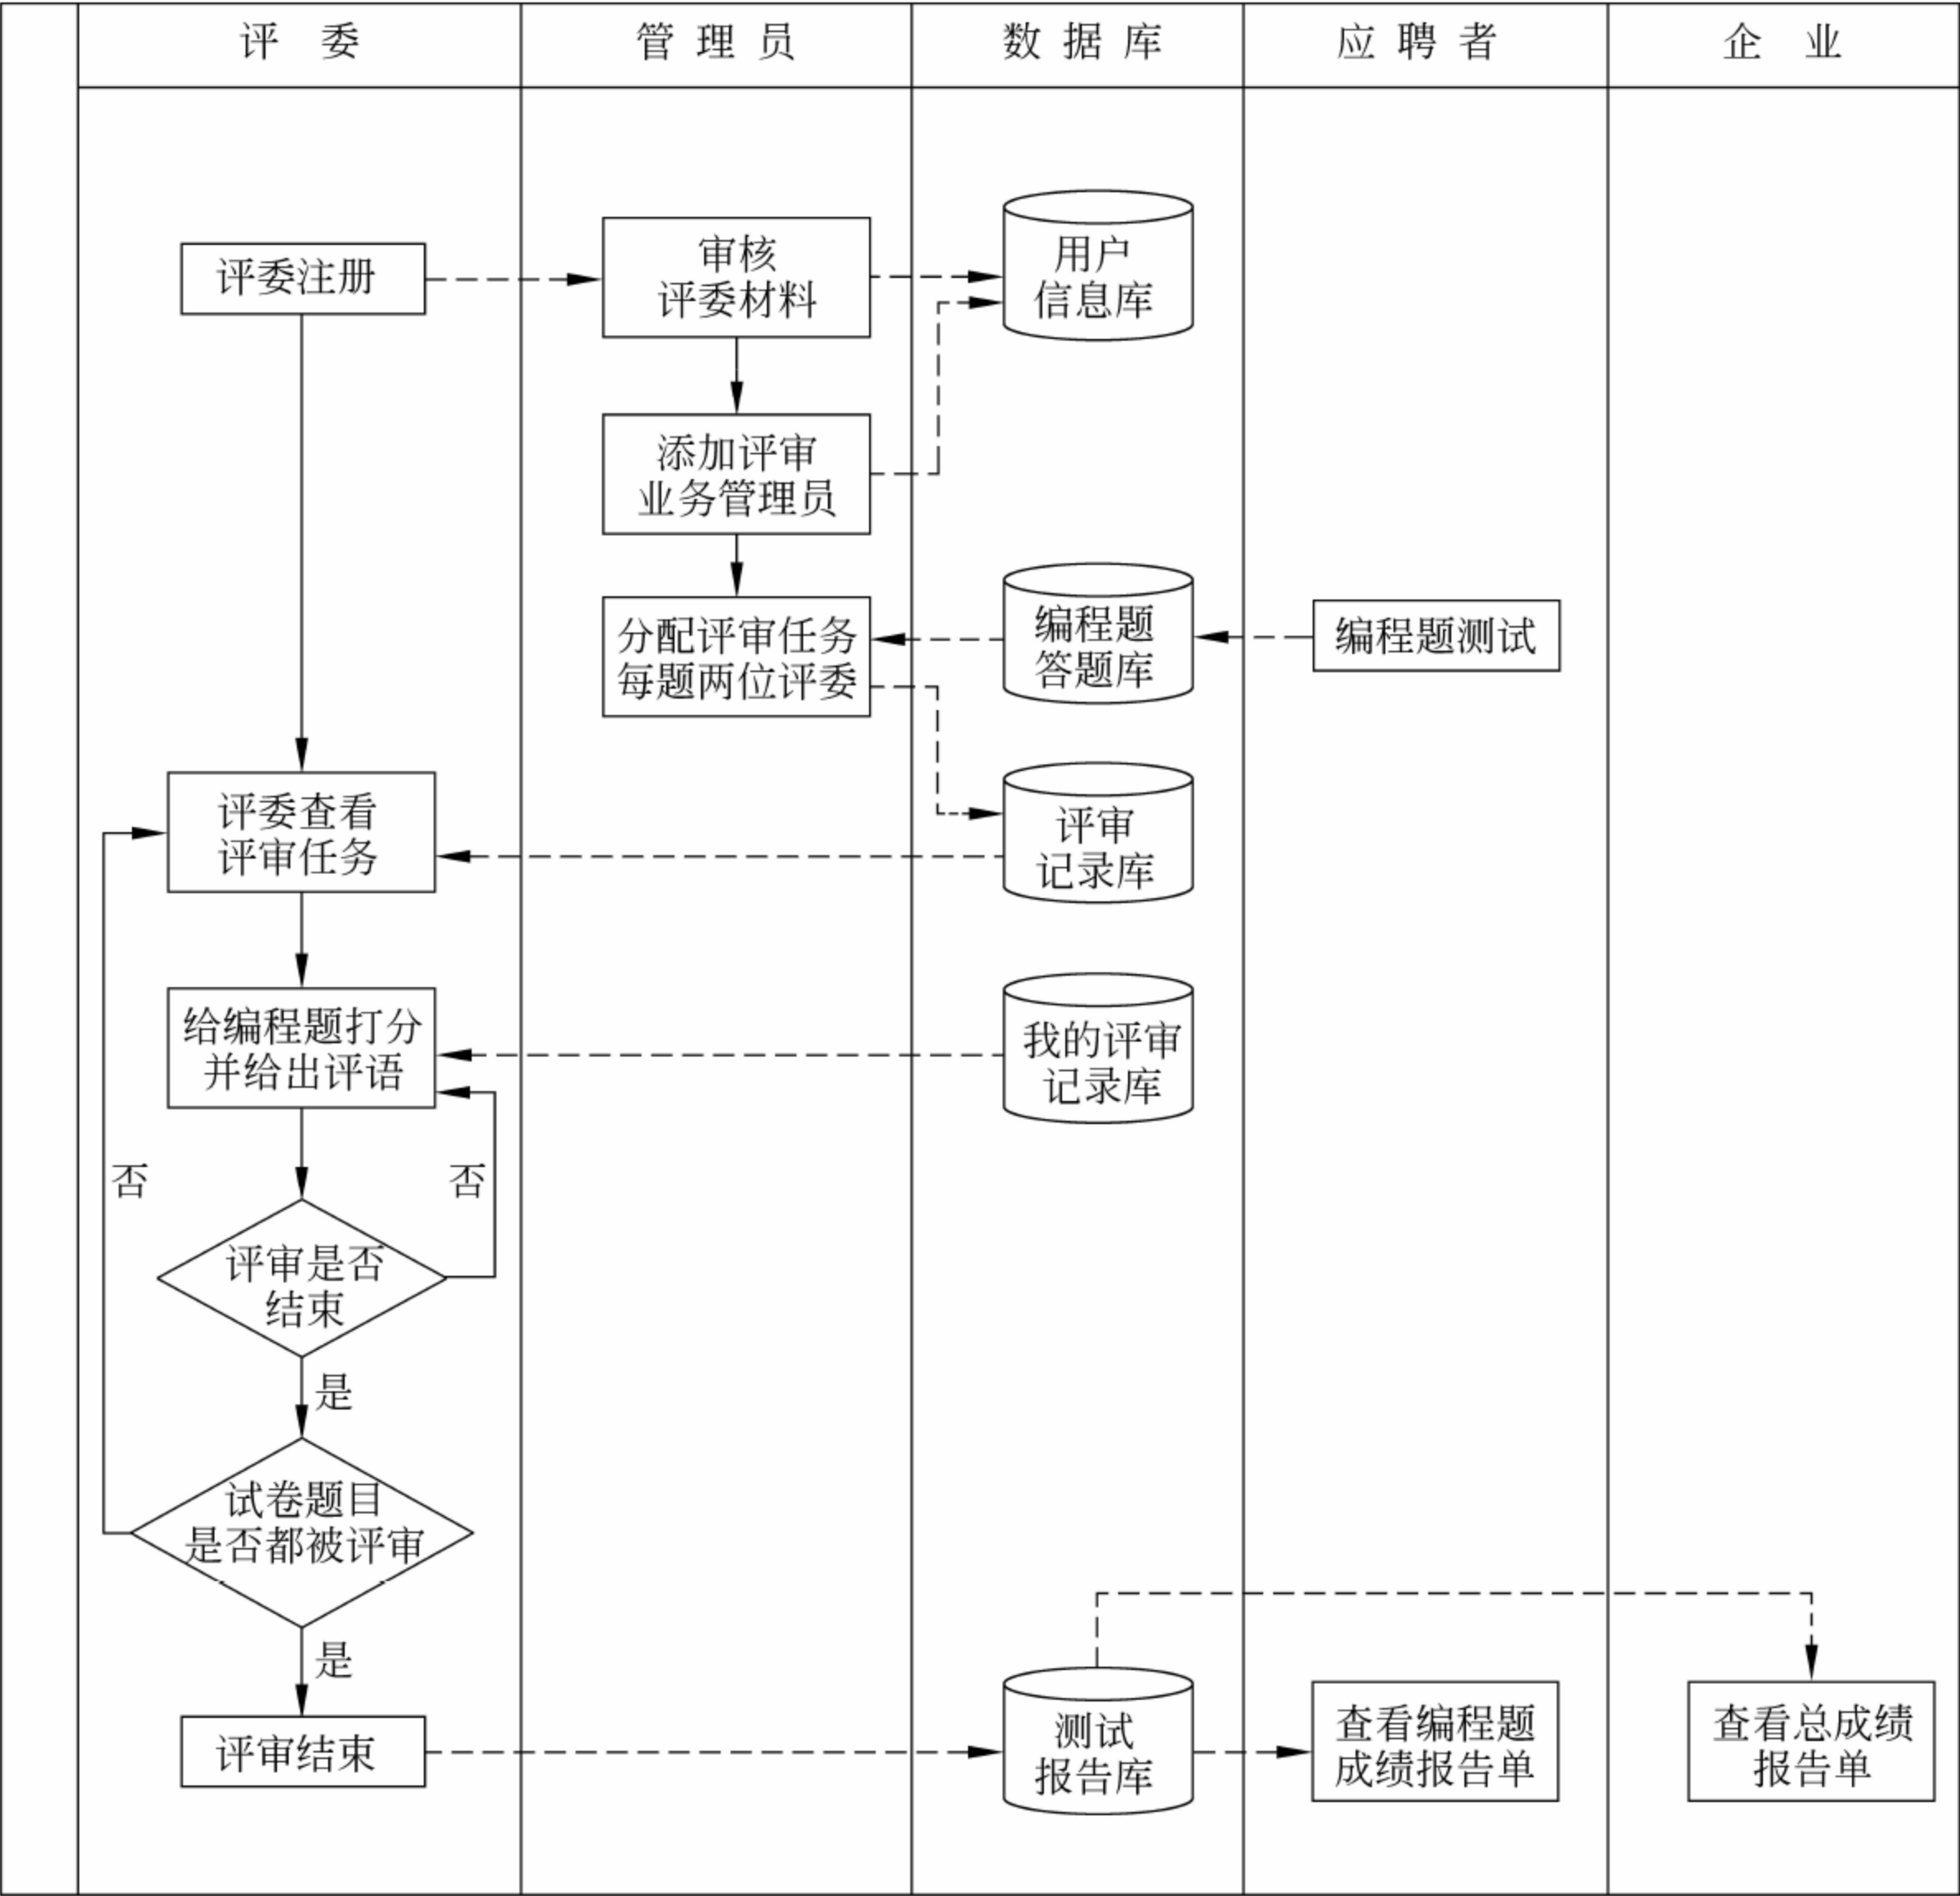 评 委
管 理 员
数 据 库
应 聘 者
企 业
评委注册
审核
评委材料
用户
信息库
添加评审
业务管理员
分配评审任务
每题两位评委
编程题
答题库
编程题测试
评委查看
评审任务
评审
记录库
给编程题打分
并给出评语
我的评审
记录库
否
否
评审是否
结束
是
试卷题目
是否都被评审
是
评审结束
测试
报告库
查看编程题
成绩报告单
查看总成绩
报告单